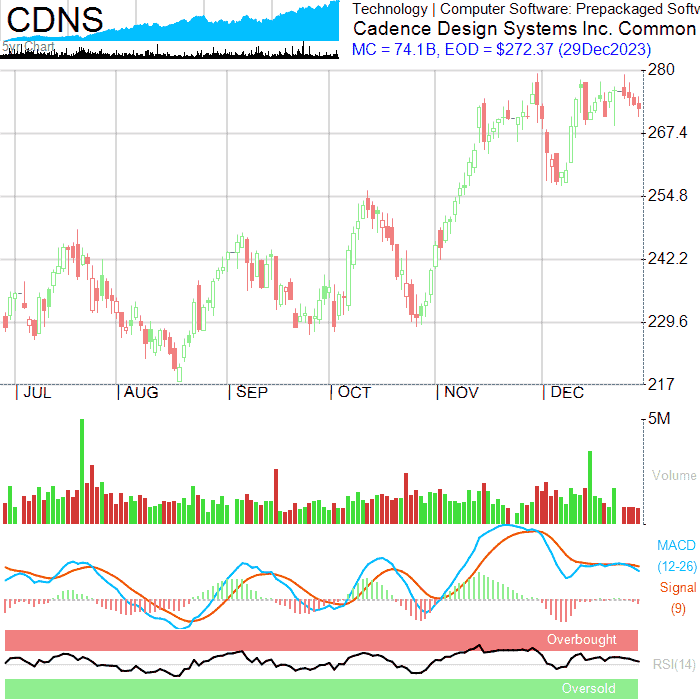 CDNS
5yr Chart
Technology | Computer Software: Prepackaged Softw
Cadence Design Systems Inc. Common
MC = 74.1B, EOD = $272.37 (29Dec2023)
280
267.4
254.8
242.2
229.6
217
|JUL |AUG |SEP |OCT |NOV |DEC
5M
Volume
MACD
(12-26)
Signal
(9)
Overbought
RSI(14)
Oversold